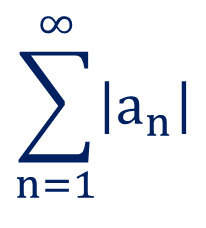 ∞
∑ |aₙ|
n=1